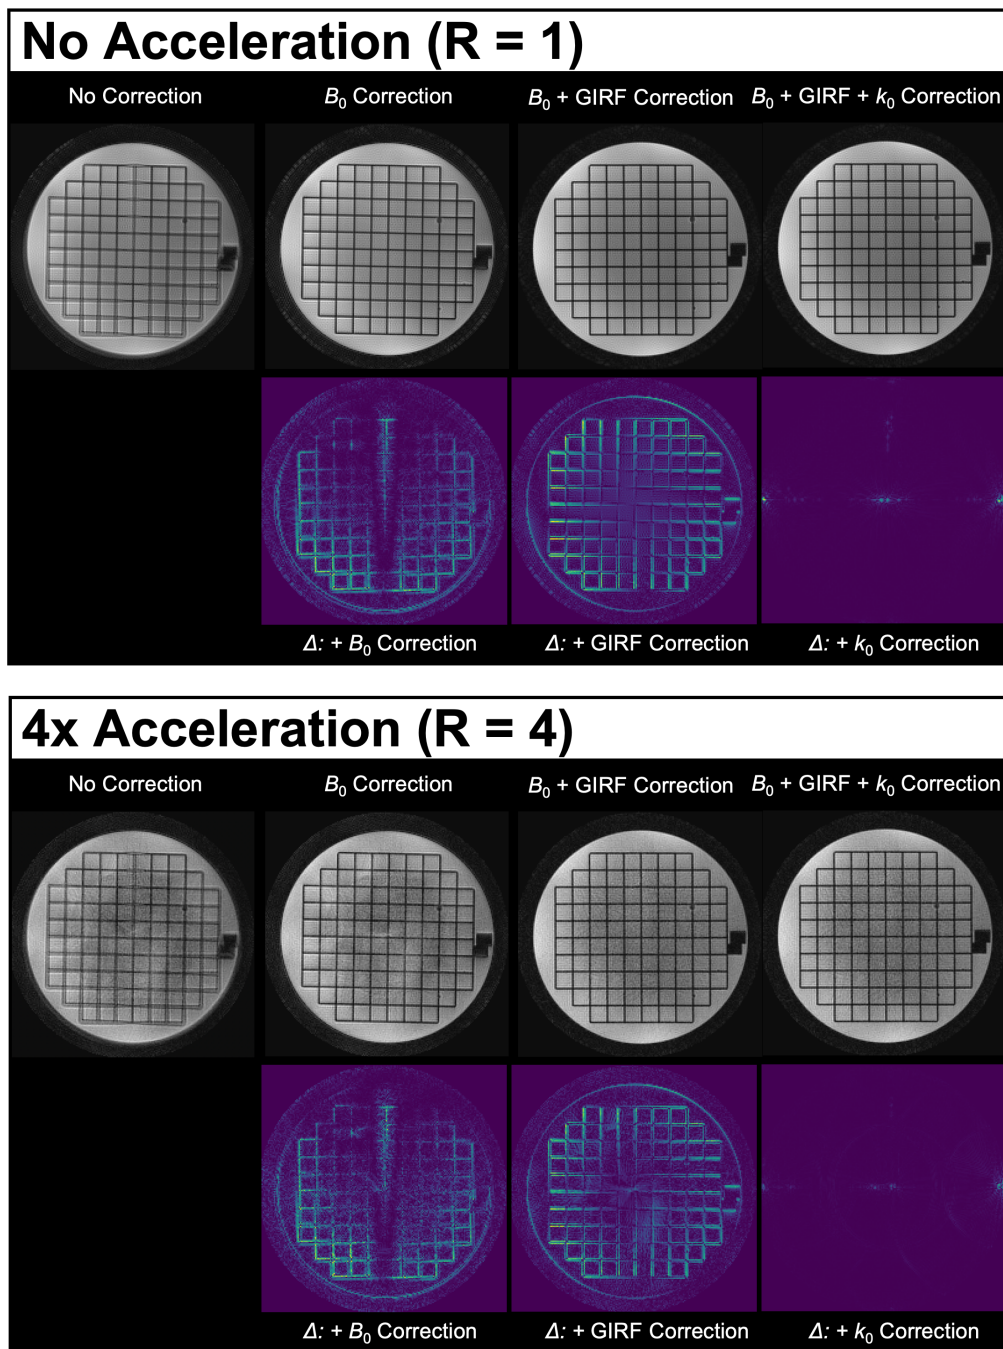 No Acceleration (R = 1)
No Correction
B₀ Correction
B₀ + GIRF Correction
B₀ + GIRF + k₀ Correction
Δ: + B₀ Correction
Δ: + GIRF Correction
Δ: + k₀ Correction
4x Acceleration (R = 4)
No Correction
B₀ Correction
B₀ + GIRF Correction
B₀ + GIRF + k₀ Correction
Δ: + B₀ Correction
Δ: + GIRF Correction
Δ: + k₀ Correction